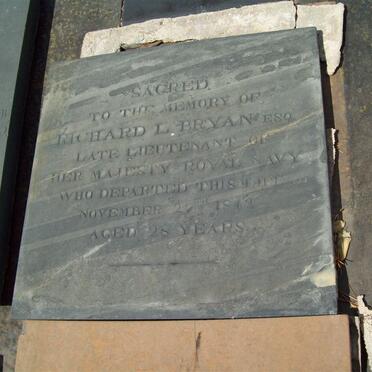 SACRED
TO THE MEMORY OF
RICHARD L. BRYAN ESQ
LATE LIEUTENANT OF
HER MAJESTY ROYAL NAVY
WHO DEPARTED THIS LIFE
NOVEMBER
AGED 28 YEARS